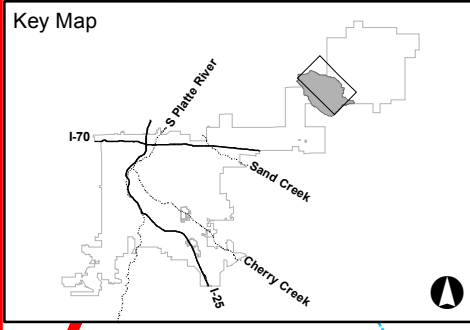 Key Map
S Platte River
I-70
Sand Creek
Cherry Creek
I-25